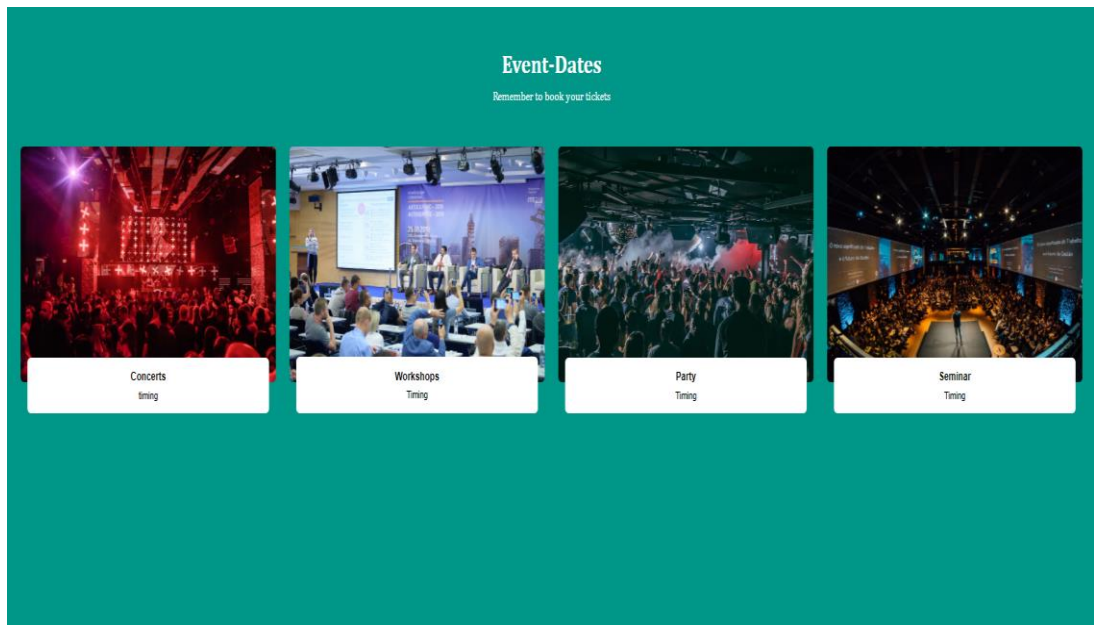 Event-Dates
Remember to book your tickets
Concerts
timing
Workshops
Timing
Party
Timing
Seminar
Timing